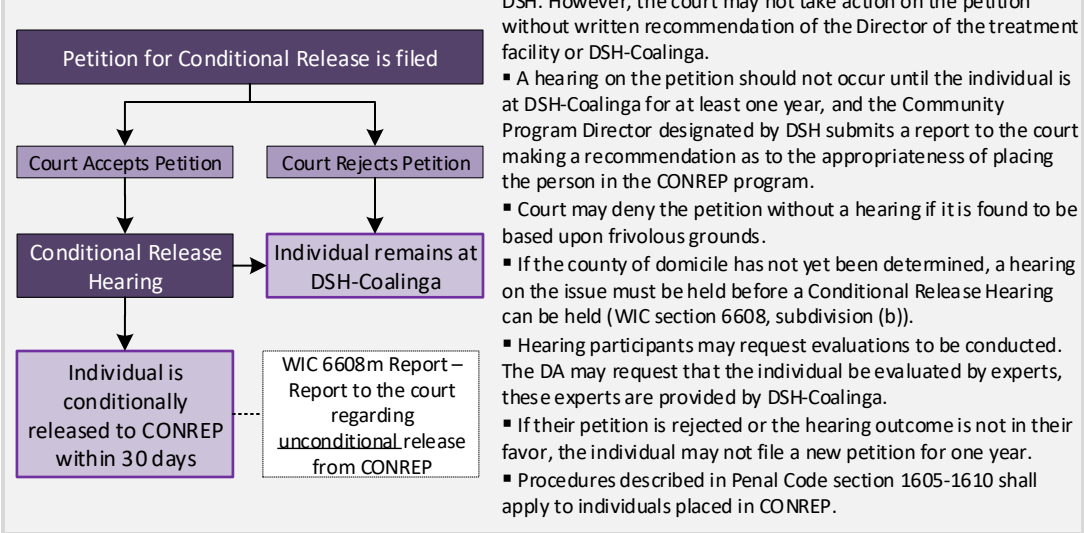 Petition for Conditional Release is filed
Court Accepts Petition
Court Rejects Petition
Conditional Release
Hearing
Individual remains at
DSH-Coalinga
Individual is
conditionally
released to CONREP
within 30 days
WIC 6608m Report –
Report to the court
regarding
unconditional release
from CONREP
DSH. However, the court may not take action on the petition
without written recommendation of the Director of the treatment
facility or DSH-Coalinga.
▪ A hearing on the petition should not occur until the individual is
at DSH-Coalinga for at least one year, and the Community
Program Director designated by DSH submits a report to the court
making a recommendation as to the appropriateness of placing
the person in the CONREP program.
▪ Court may deny the petition without a hearing if it is found to be
based upon frivolous grounds.
▪ If the county of domicile has not yet been determined, a hearing
on the issue must be held before a Conditional Release Hearing
can be held (WIC section 6608, subdivision (b)).
▪ Hearing participants may request evaluations to be conducted.
The DA may request that the individual be evaluated by experts,
these experts are provided by DSH-Coalinga.
▪ If their petition is rejected or the hearing outcome is not in their
favor, the individual may not file a new petition for one year.
▪ Procedures described in Penal Code section 1605-1610 shall
apply to individuals placed in CONREP.